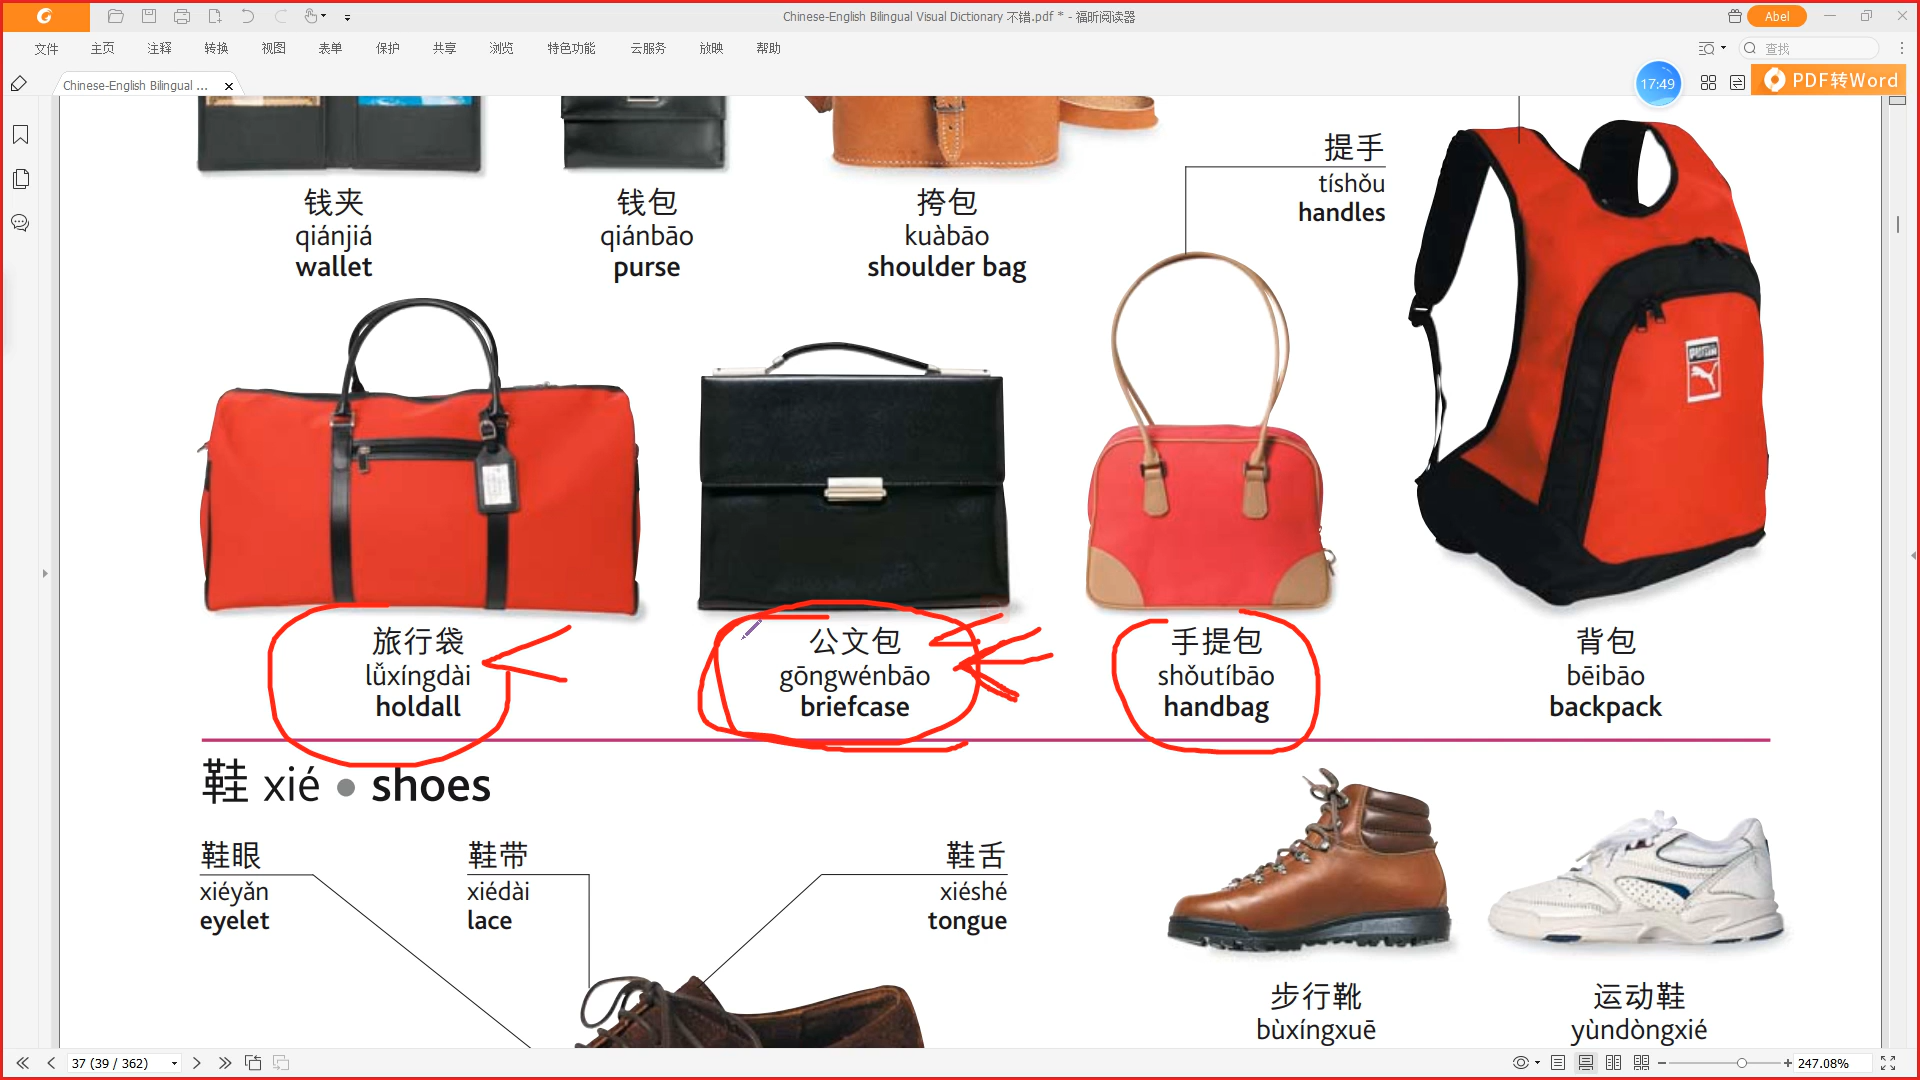 Chinese-English Bilingual Visual Dictionary 不错.pdf * - 福昕阅读器
Abel
文件 主页 注释 转换 视图 表单 保护 共享 浏览 特色功能 云服务 放映 帮助
查找
Chinese-English Bilingual ...
17:49
PDF转Word
提手
tíshǒu
handles
钱夹
qiánjiá
wallet
钱包
qiánbāo
purse
挎包
kuàbāo
shoulder bag
旅行袋
lǚxíngdài
holdall
公文包
gōngwénbāo
briefcase
手提包
shǒutíbāo
handbag
背包
bēibāo
backpack
鞋 xié • shoes
鞋眼
xiéyǎn
eyelet
鞋带
xiédài
lace
鞋舌
xiéshé
tongue
步行靴
bùxíngxuē
运动鞋
yùndòngxié
37 (39 / 362)
247.08%